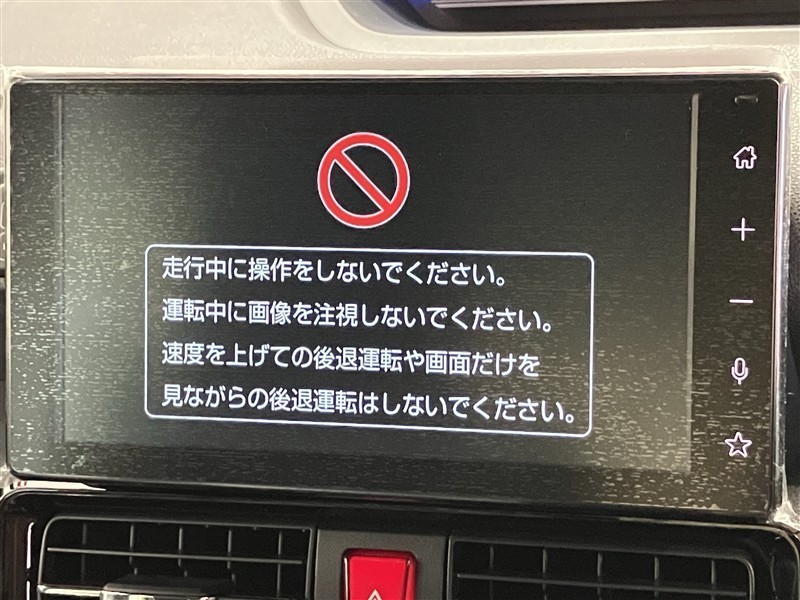 走行中に操作をしないでください。
運転中に画像を注視しないでください。
速度を上げての後退運転や画面だけを
見ながらの後退運転はしないでください。